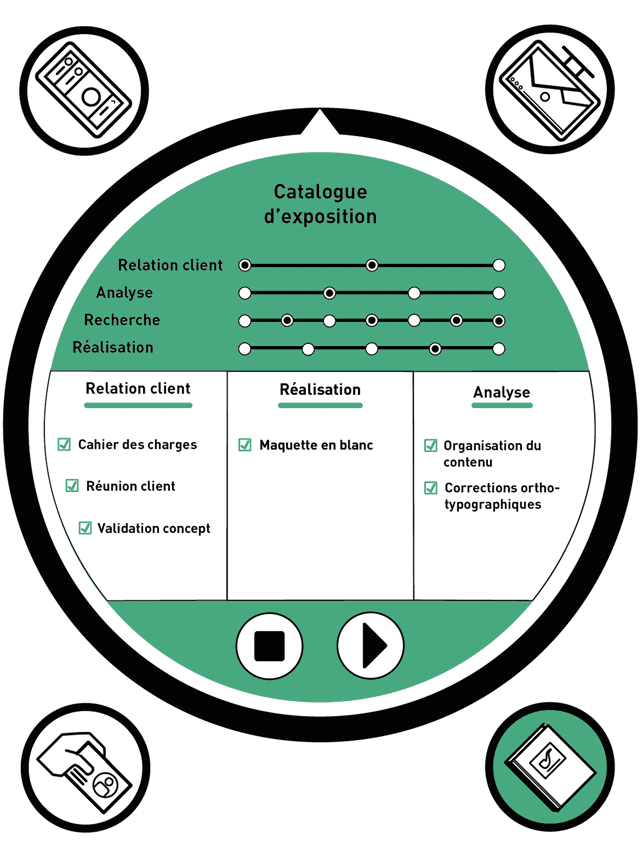 Catalogue
d'exposition
Relation client
Analyse
Recherche
Réalisation
Relation client
Cahier des charges
Réunion client
Validation concept
Réalisation
Maquette en blanc
Analyse
Organisation du
contenu
Corrections ortho-
typographiques